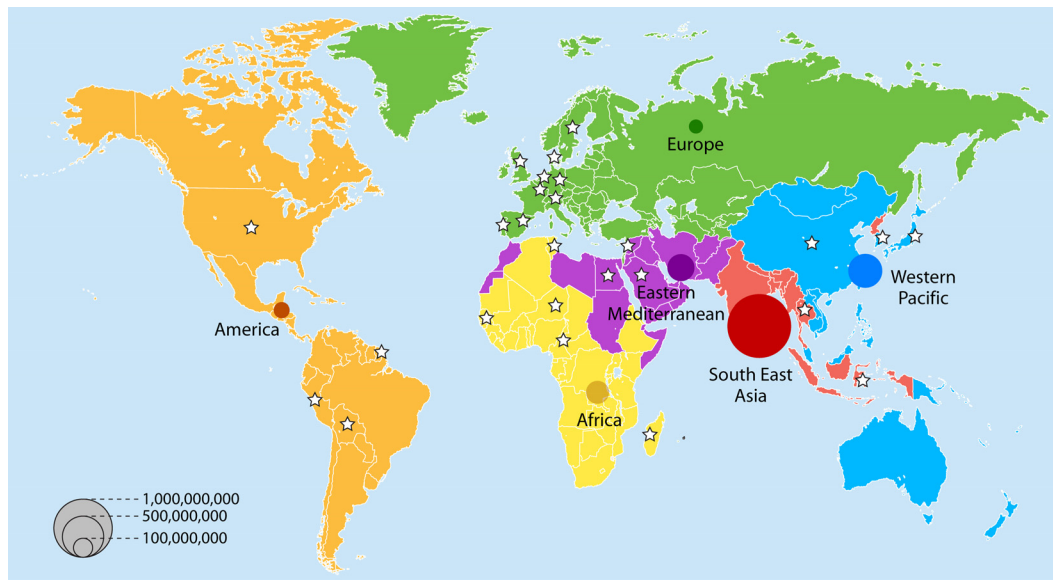 Europe
America
Eastern
Mediterranean
Western
Pacific
South East
Asia
Africa
1,000,000,000
500,000,000
100,000,000